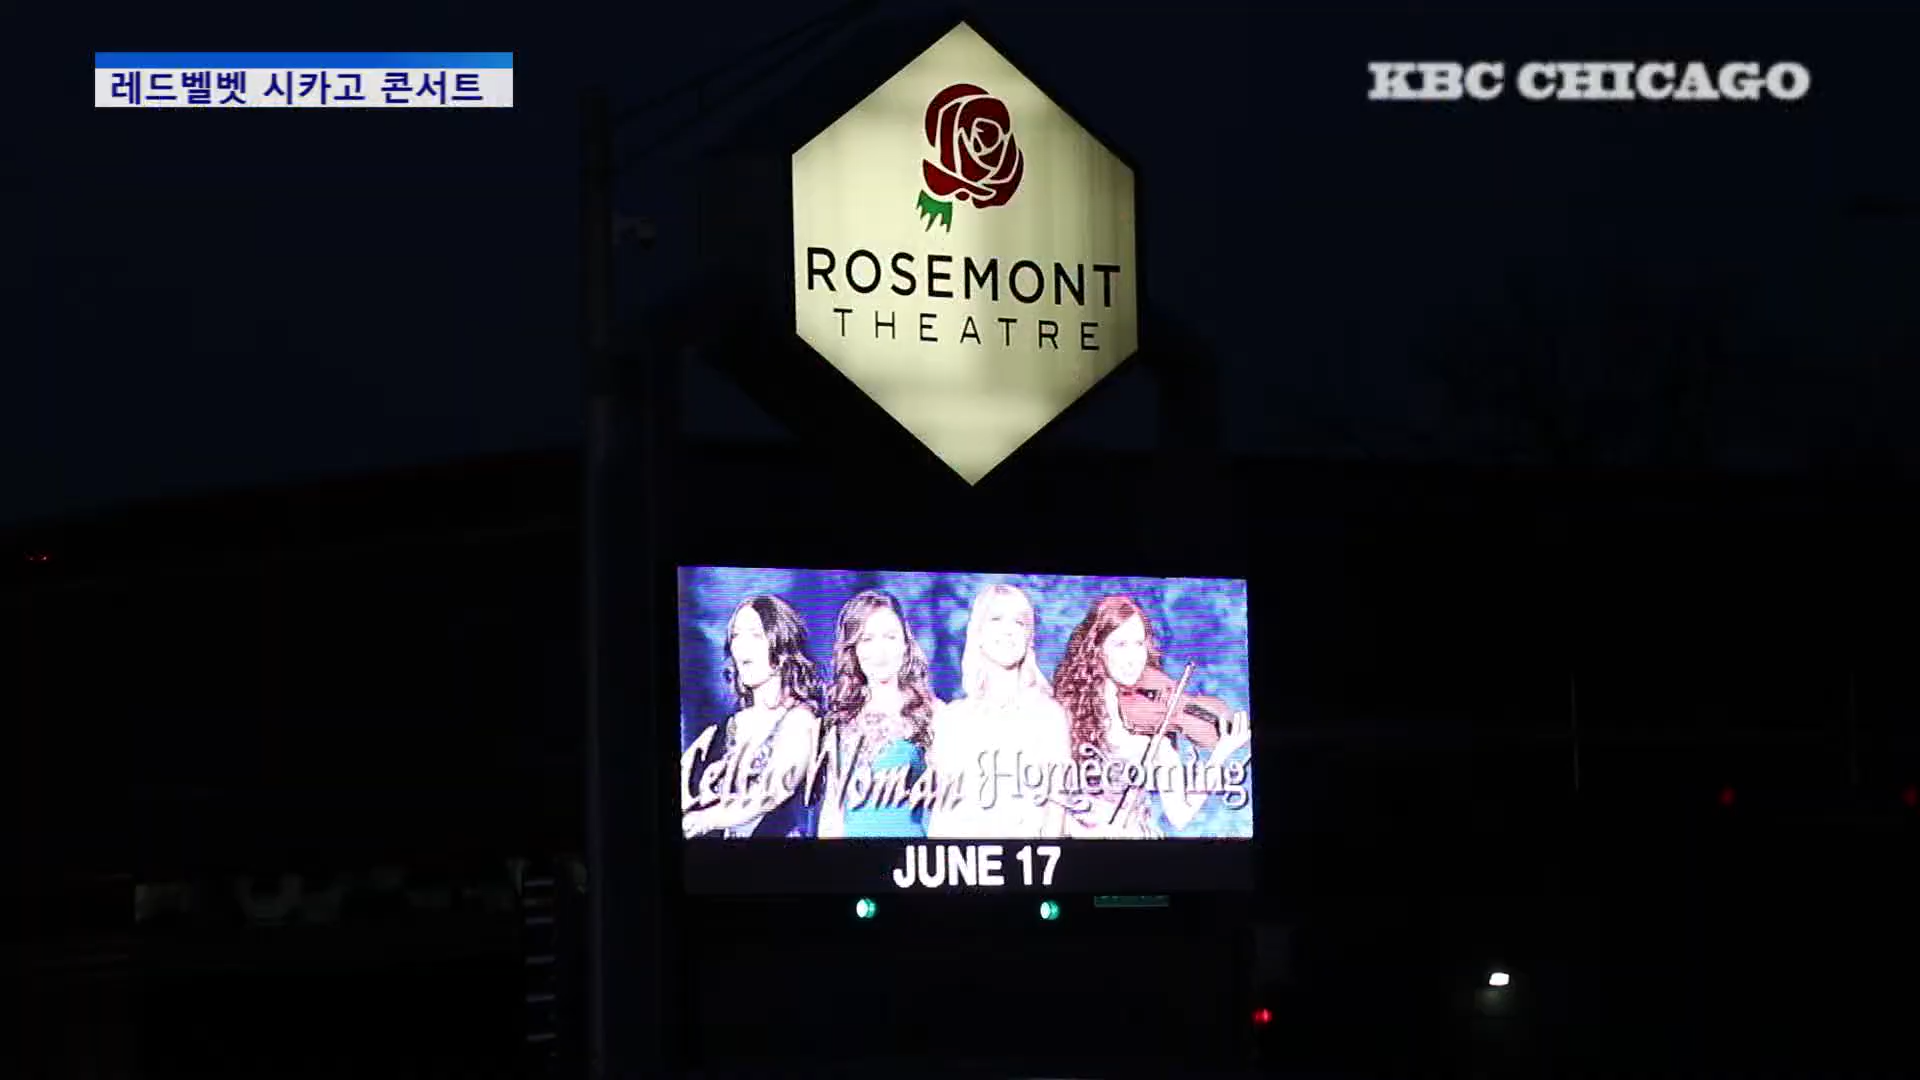 레드벨벳 시카고 콘서트
KBC CHICAGO
ROSEMONT
THEATRE
Celtic Woman Homecoming
JUNE 17